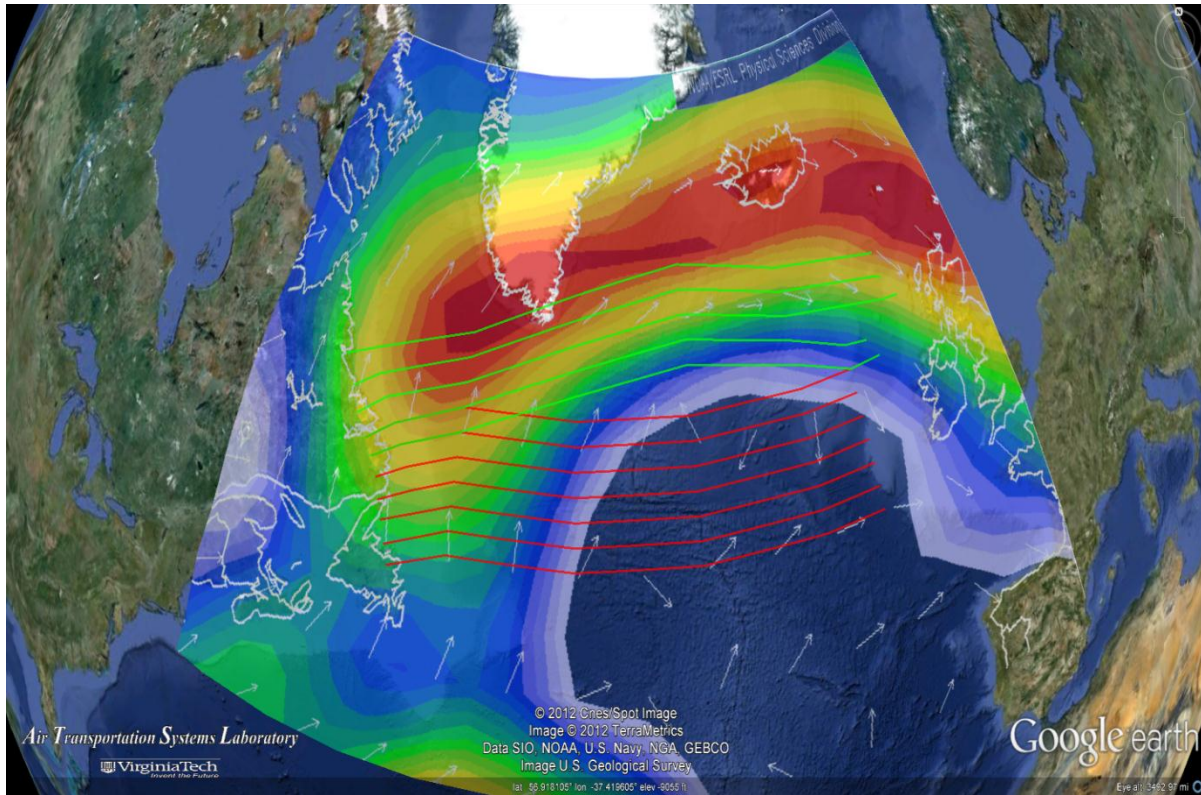 NOAA/ESRL Physical Sciences Division
N
© 2012 Cnes/Spot Image
Image © 2012 TerraMetrics
Data SIO, NOAA, U.S. Navy, NGA, GEBCO
Image U.S. Geological Survey
Air Transportation Systems Laboratory
VirginiaTech
Invent the Future
Google earth
lat 56.918105° lon -37.419605° elev -9055 ft
Eye alt 3492.97 mi